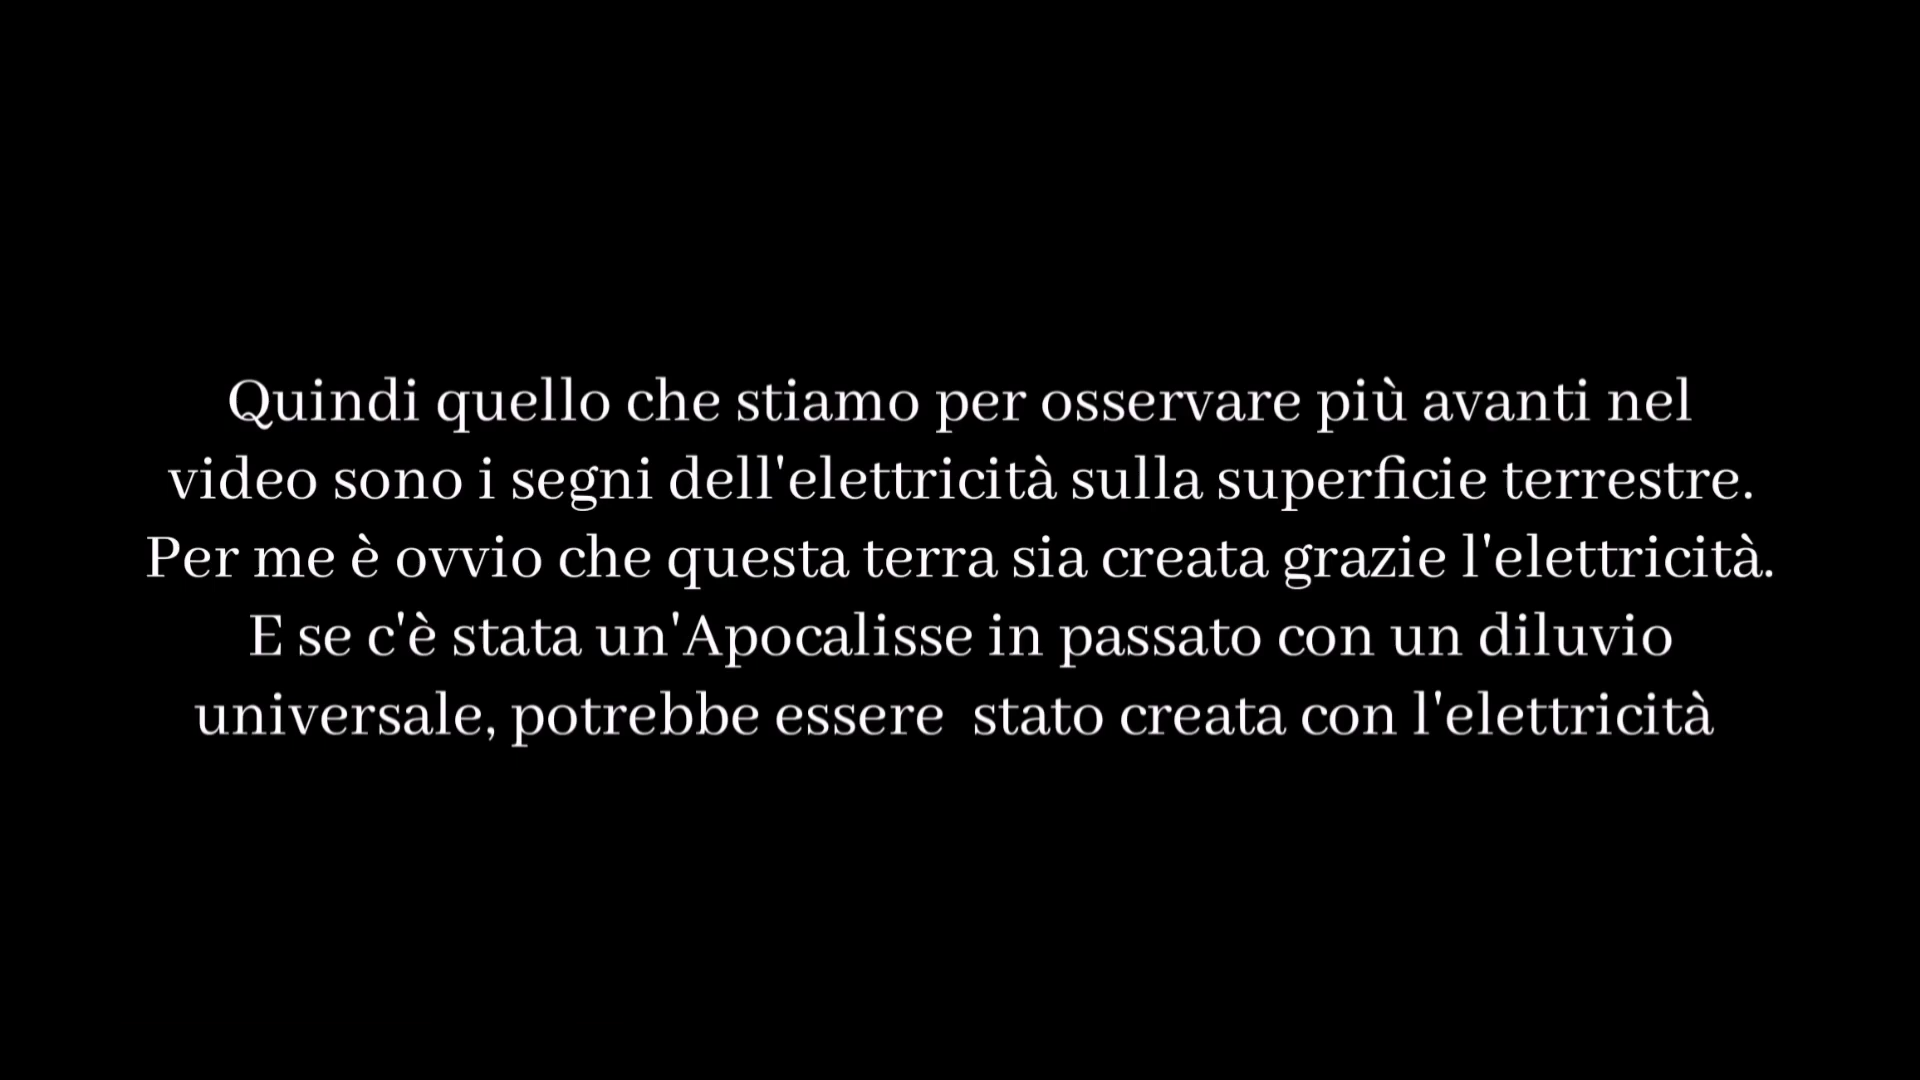 Quindi quello che stiamo per osservare più avanti nel
video sono i segni dell'elettricità sulla superficie terrestre.
Per me è ovvio che questa terra sia creata grazie l'elettricità.
E se c'è stata un'Apocalisse in passato con un diluvio
universale, potrebbe essere  stato creata con l'elettricità